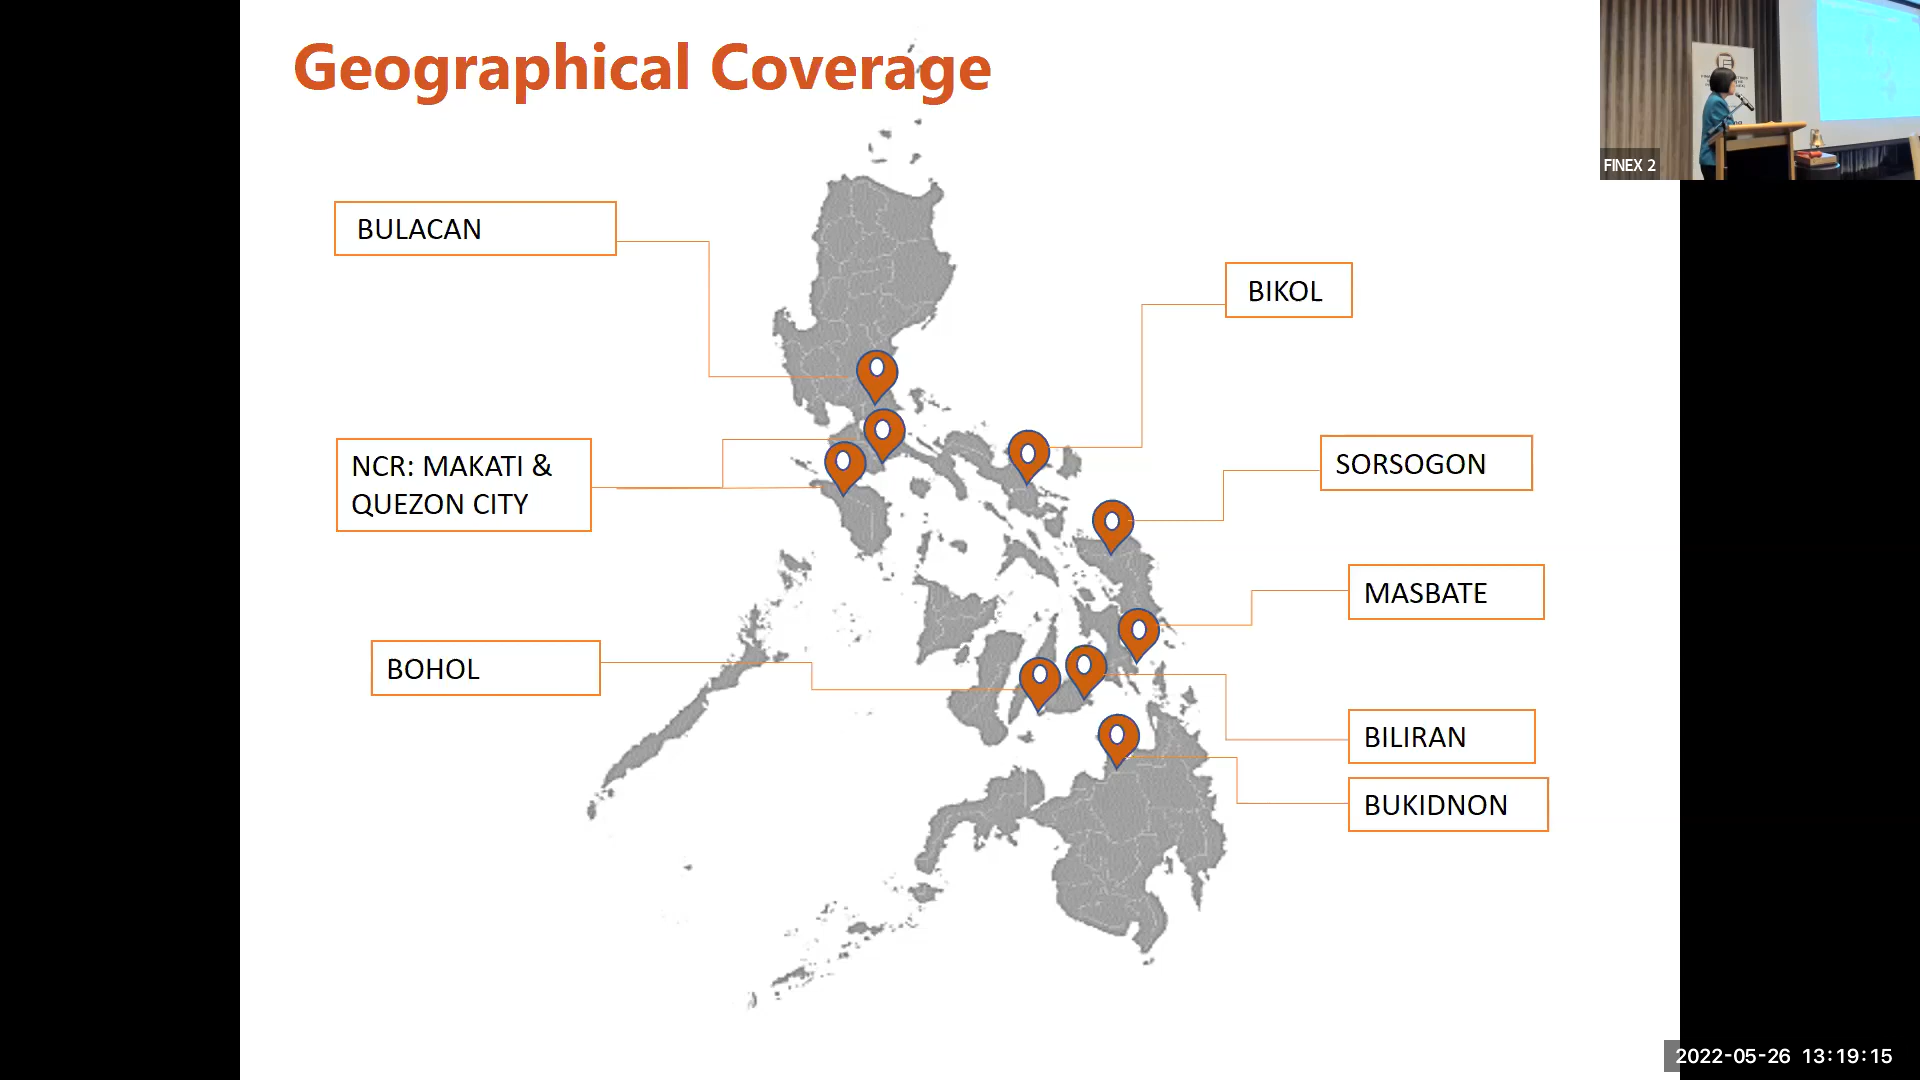 Geographical Coverage
BULACAN
BIKOL
NCR: MAKATI &
QUEZON CITY
SORSOGON
MASBATE
BOHOL
BILIRAN
BUKIDNON
FINEX 2
2022-05-26 13:19:15